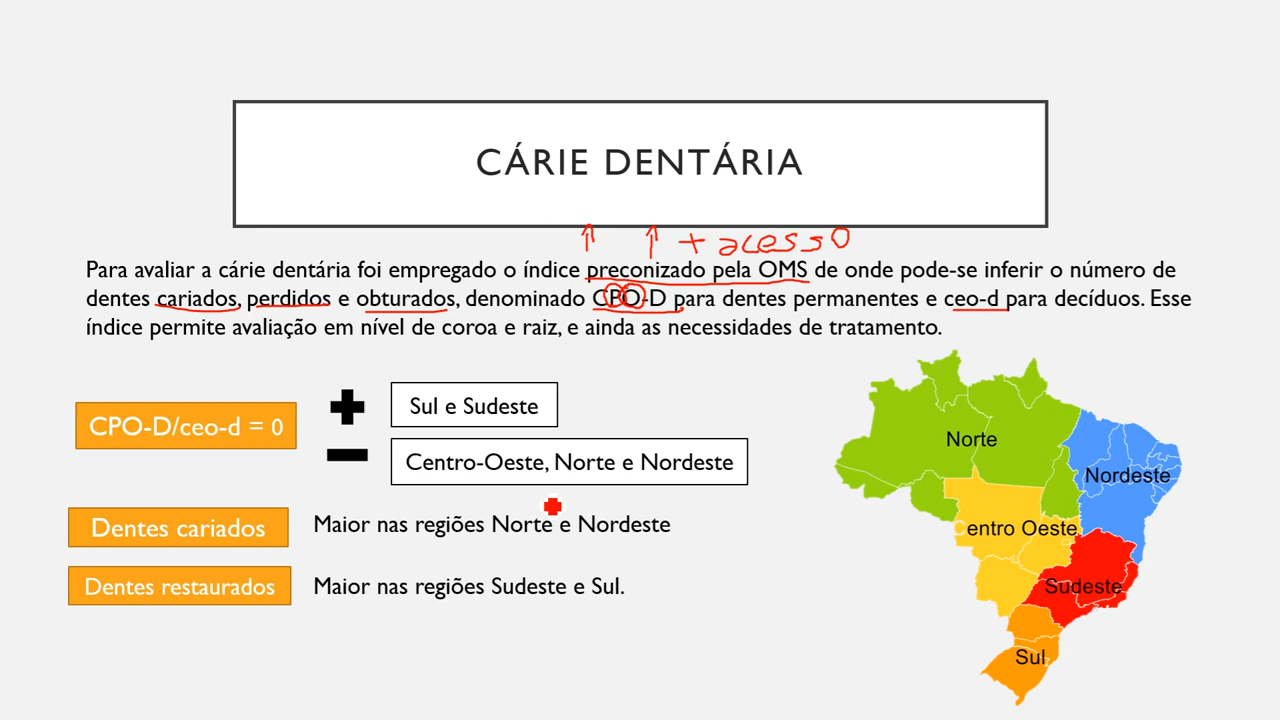 CÁRIE DENTÁRIA
+ acesso
Para avaliar a cárie dentária foi empregado o índice preconizado pela OMS de onde pode-se inferir o número de
dentes cariados, perdidos e obturados, denominado CPO-D para dentes permanentes e ceo-d para decíduos. Esse
índice permite avaliação em nível de coroa e raiz, e ainda as necessidades de tratamento.
CPO-D/ceo-d = 0
Sul e Sudeste
Centro-Oeste, Norte e Nordeste
Dentes cariados
Maior nas regiões Norte e Nordeste
Dentes restaurados
Maior nas regiões Sudeste e Sul.
Norte
Nordeste
Centro Oeste
Sudeste
Sul